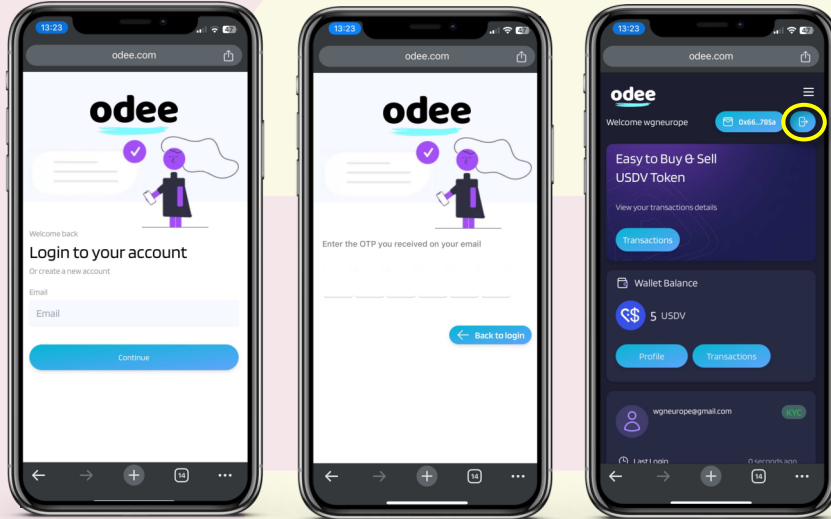 13:23
47
odee.com
odee
Welcome back
Login to your account
Or create a new account
Email
Email
Continue
14
13:23
47
odee.com
odee
Enter the OTP you received on your email
Back to login
14
13:23
47
odee.com
odee
Welcome wgneurope
0x66...785a
Easy to Buy & Sell
USDV Token
View your transactions details
Transactions
Wallet Balance
5 USDV
Profile
Transactions
wgneurope@gmail.com
KYC
Last Login
0 seconds ago
14